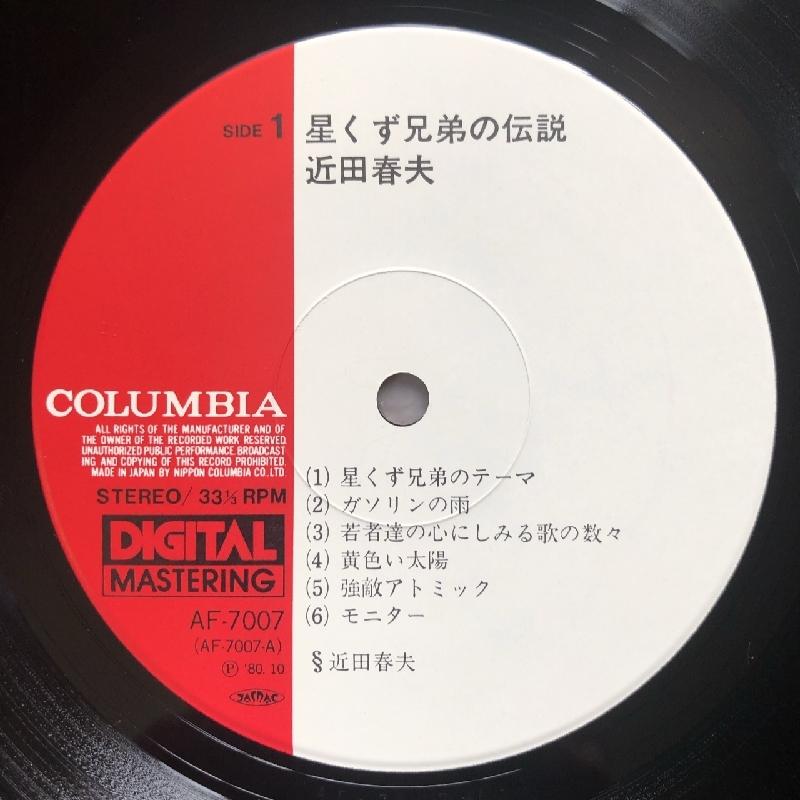 SIDE 1
星くず兄弟の伝説
近田春夫
COLUMBIA
ALL RIGHTS OF THE MANUFACTURER AND OF
THE OWNER OF THE RECORDED WORK RESERVED
UNAUTHORIZED PUBLIC PERFORMANCE.BROADCAST
ING AND COPYING OF THIS RECORD PROHIBITED.
MADE IN JAPAN BY NIPPON COLUMBIA CO.,LTD.
STEREO/ 33⅓ RPM
DIGITAL
MASTERING
AF-7007
(AF-7007-A)
Ⓟ '80. 10
JASRAC
(1) 星くず兄弟のテーマ
(2) ガソリンの雨
(3) 若者達の心にしみる歌の数々
(4) 黄色い太陽
(5) 強敵アトミック
(6) モニター
§近田春夫